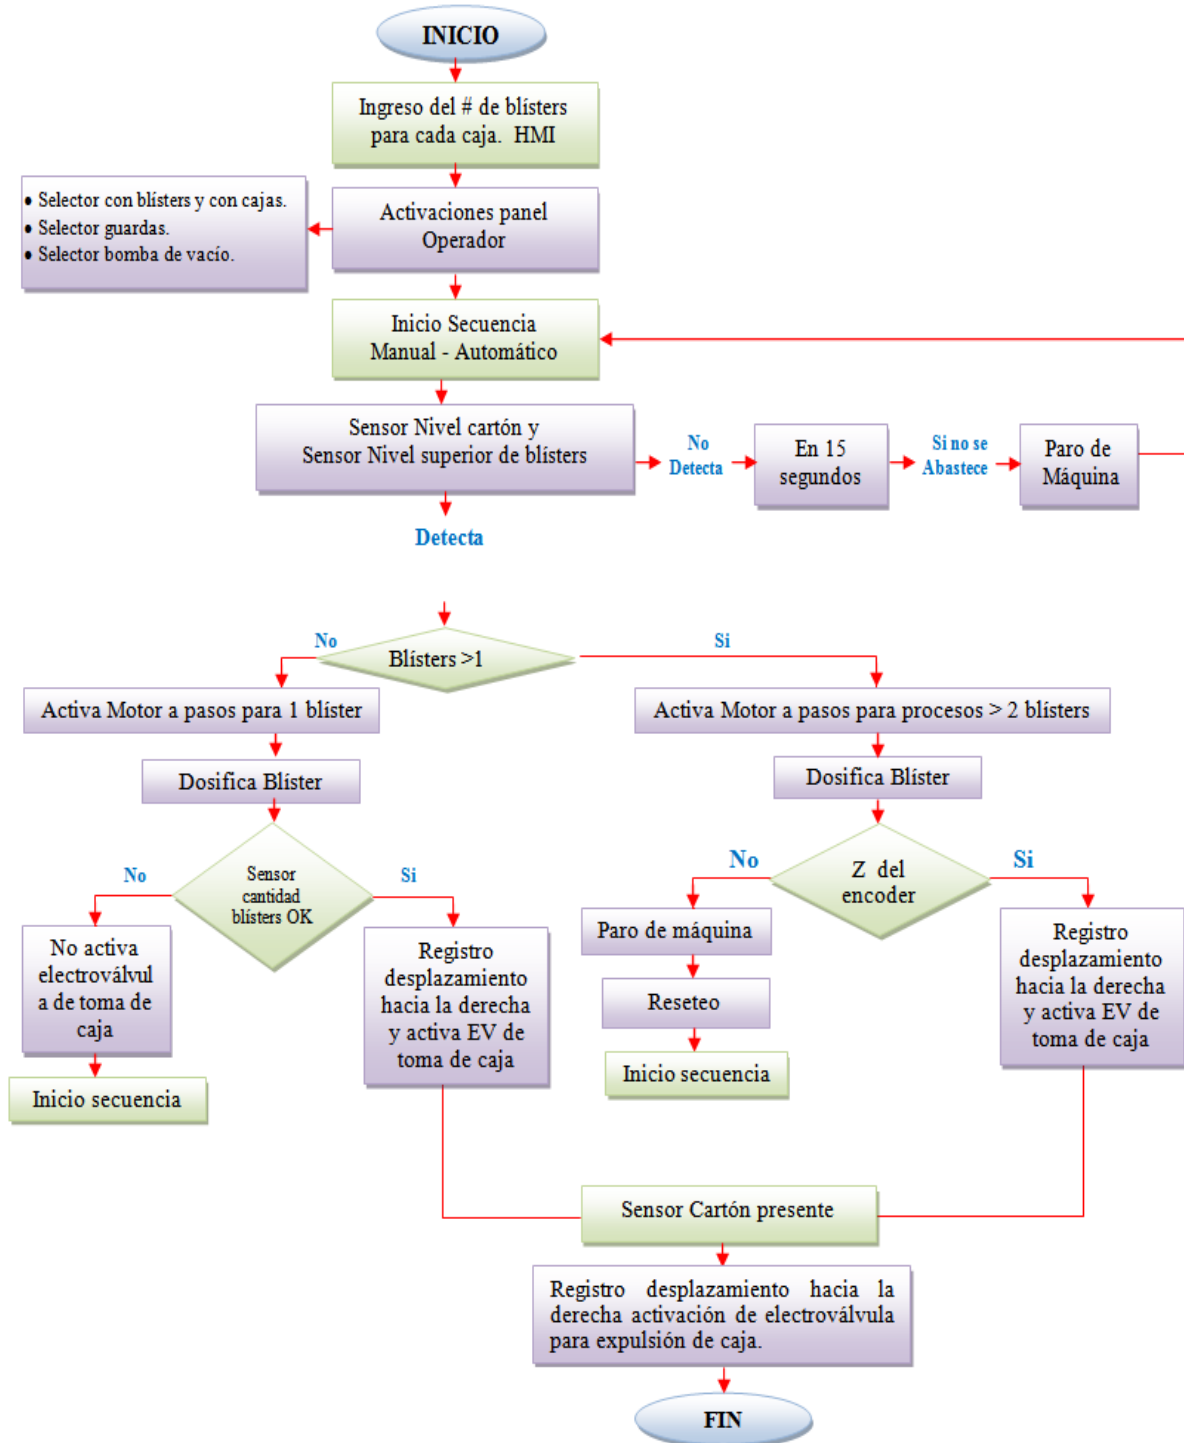 INICIO
Ingreso del # de blísters
para cada caja. HMI
• Selector con blísters y con cajas.
• Selector guardas.
• Selector bomba de vacío.
Activaciones panel
Operador
Inicio Secuencia
Manual - Automático
Sensor Nivel cartón y
Sensor Nivel superior de blísters
No
Detecta
En 15
segundos
Si no se
Abastece
Paro de
Máquina
Detecta
Blísters >1
No
Si
Activa Motor a pasos para 1 blíster
Dosifica Blíster
Sensor
cantidad
blísters OK
No
Si
No activa
electroválvul
a de toma de
caja
Inicio secuencia
Registro
desplazamiento
hacia la derecha
y activa EV de
toma de caja
Activa Motor a pasos para procesos > 2 blísters
Dosifica Blíster
Z del
encoder
No
Si
Paro de máquina
Reseteo
Inicio secuencia
Registro
desplazamiento
hacia la derecha
y activa EV de
toma de caja
Sensor Cartón presente
Registro desplazamiento hacia la
derecha activación de electroválvula
para expulsión de caja.
FIN